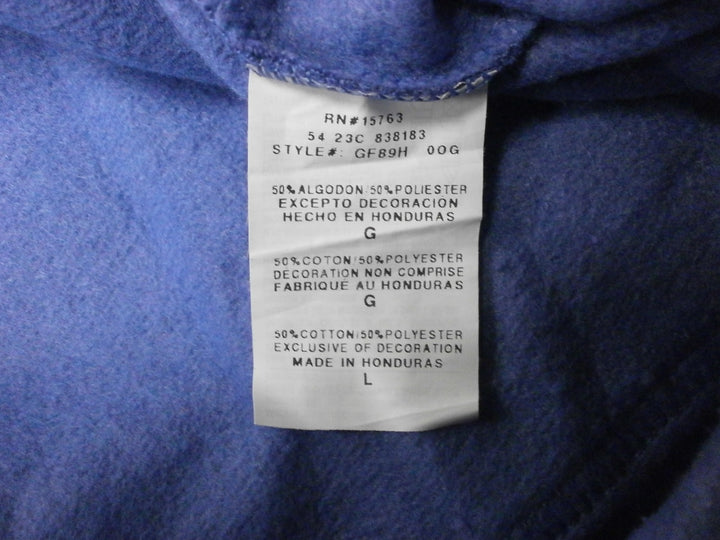 RN#15763
54 23C 838183
STYLE#: GF89H 00G
50%ALGODON/50%POLIESTER
EXCEPTO DECORACION
HECHO EN HONDURAS
G
50%COTON/50%POLYESTER
DECORATION NON COMPRISE
FABRIQUE AU HONDURAS
G
50%COTTON/50%POLYESTER
EXCLUSIVE OF DECORATION
MADE IN HONDURAS
L